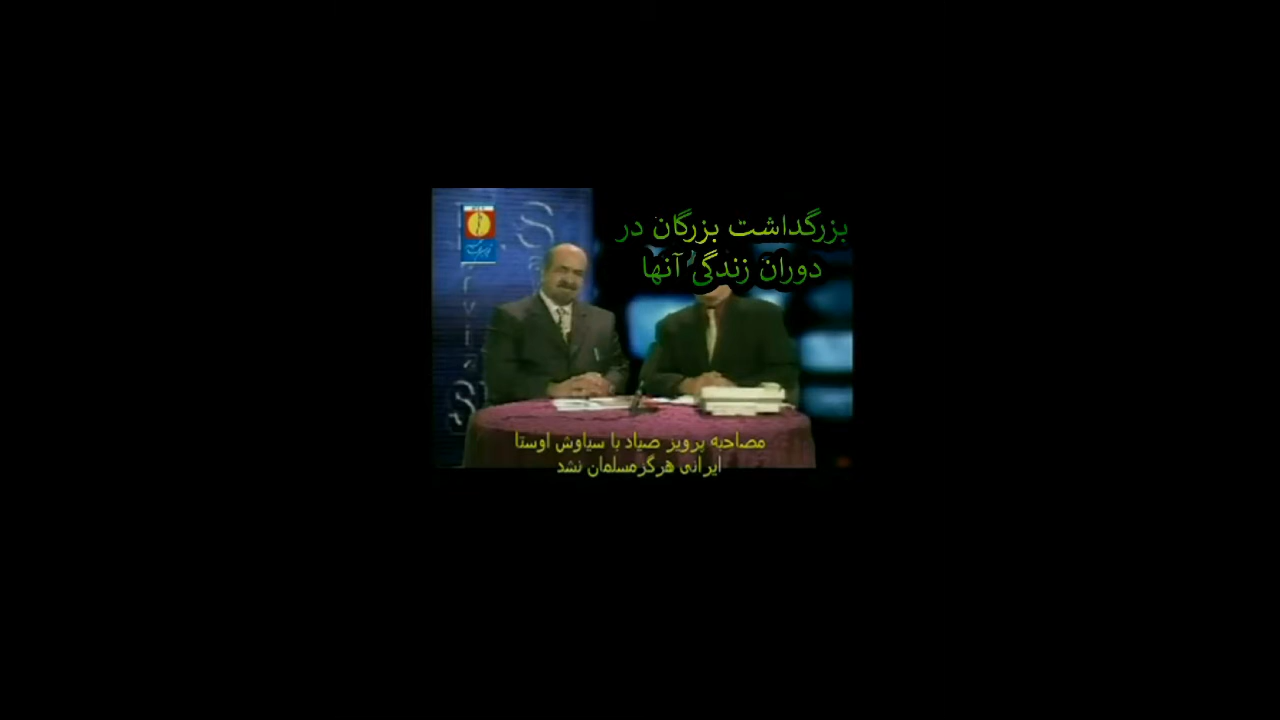 بزرگداشت بزرگان در
دوران زندگی آنها
مصاحبه پرویز صیاد با سیاوش اوستا
ایرانی هرگز مسلمان نشد